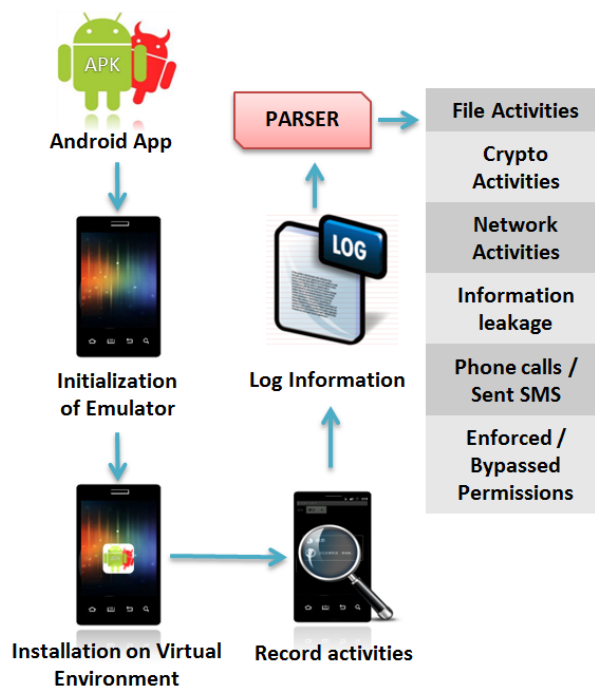 APK
Android App
Initialization
of Emulator
Installation on Virtual
Environment
Record activities
LOG
Log Information
PARSER
File Activities
Crypto
Activities
Network
Activities
Information
leakage
Phone calls /
Sent SMS
Enforced /
Bypassed
Permissions